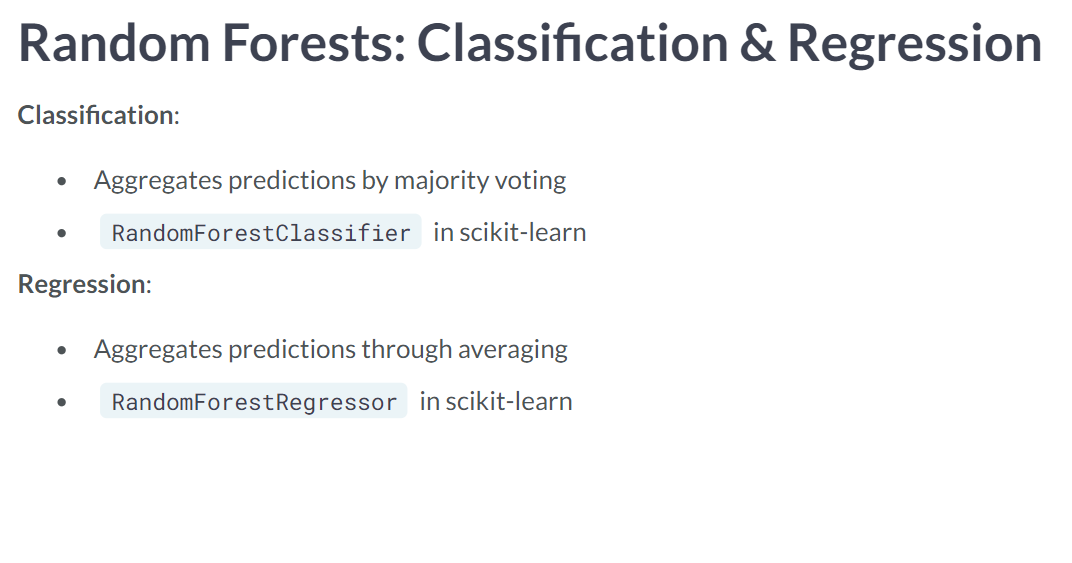 Random Forests: Classification & Regression
Classification:
• Aggregates predictions by majority voting
• RandomForestClassifier in scikit-learn
Regression:
• Aggregates predictions through averaging
• RandomForestRegressor in scikit-learn